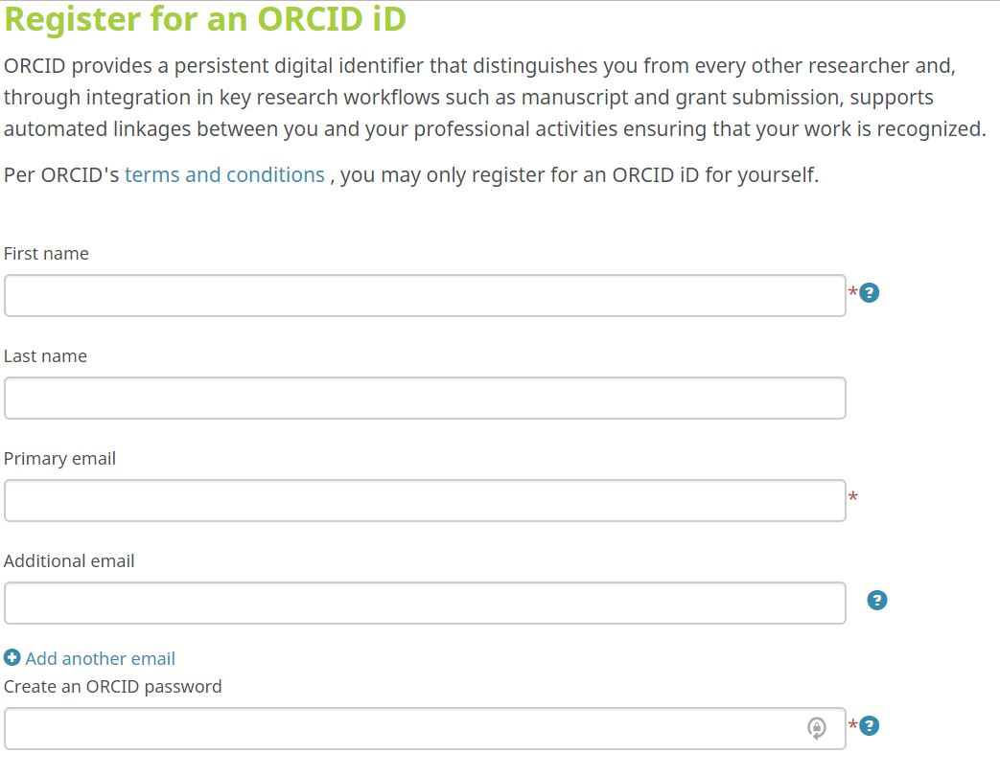 Register for an ORCID iD
ORCID provides a persistent digital identifier that distinguishes you from every other researcher and,
through integration in key research workflows such as manuscript and grant submission, supports
automated linkages between you and your professional activities ensuring that your work is recognized.
Per ORCID's terms and conditions , you may only register for an ORCID iD for yourself.
First name
* ?
Last name
Primary email
*
Additional email
?
Add another email
Create an ORCID password
* ?